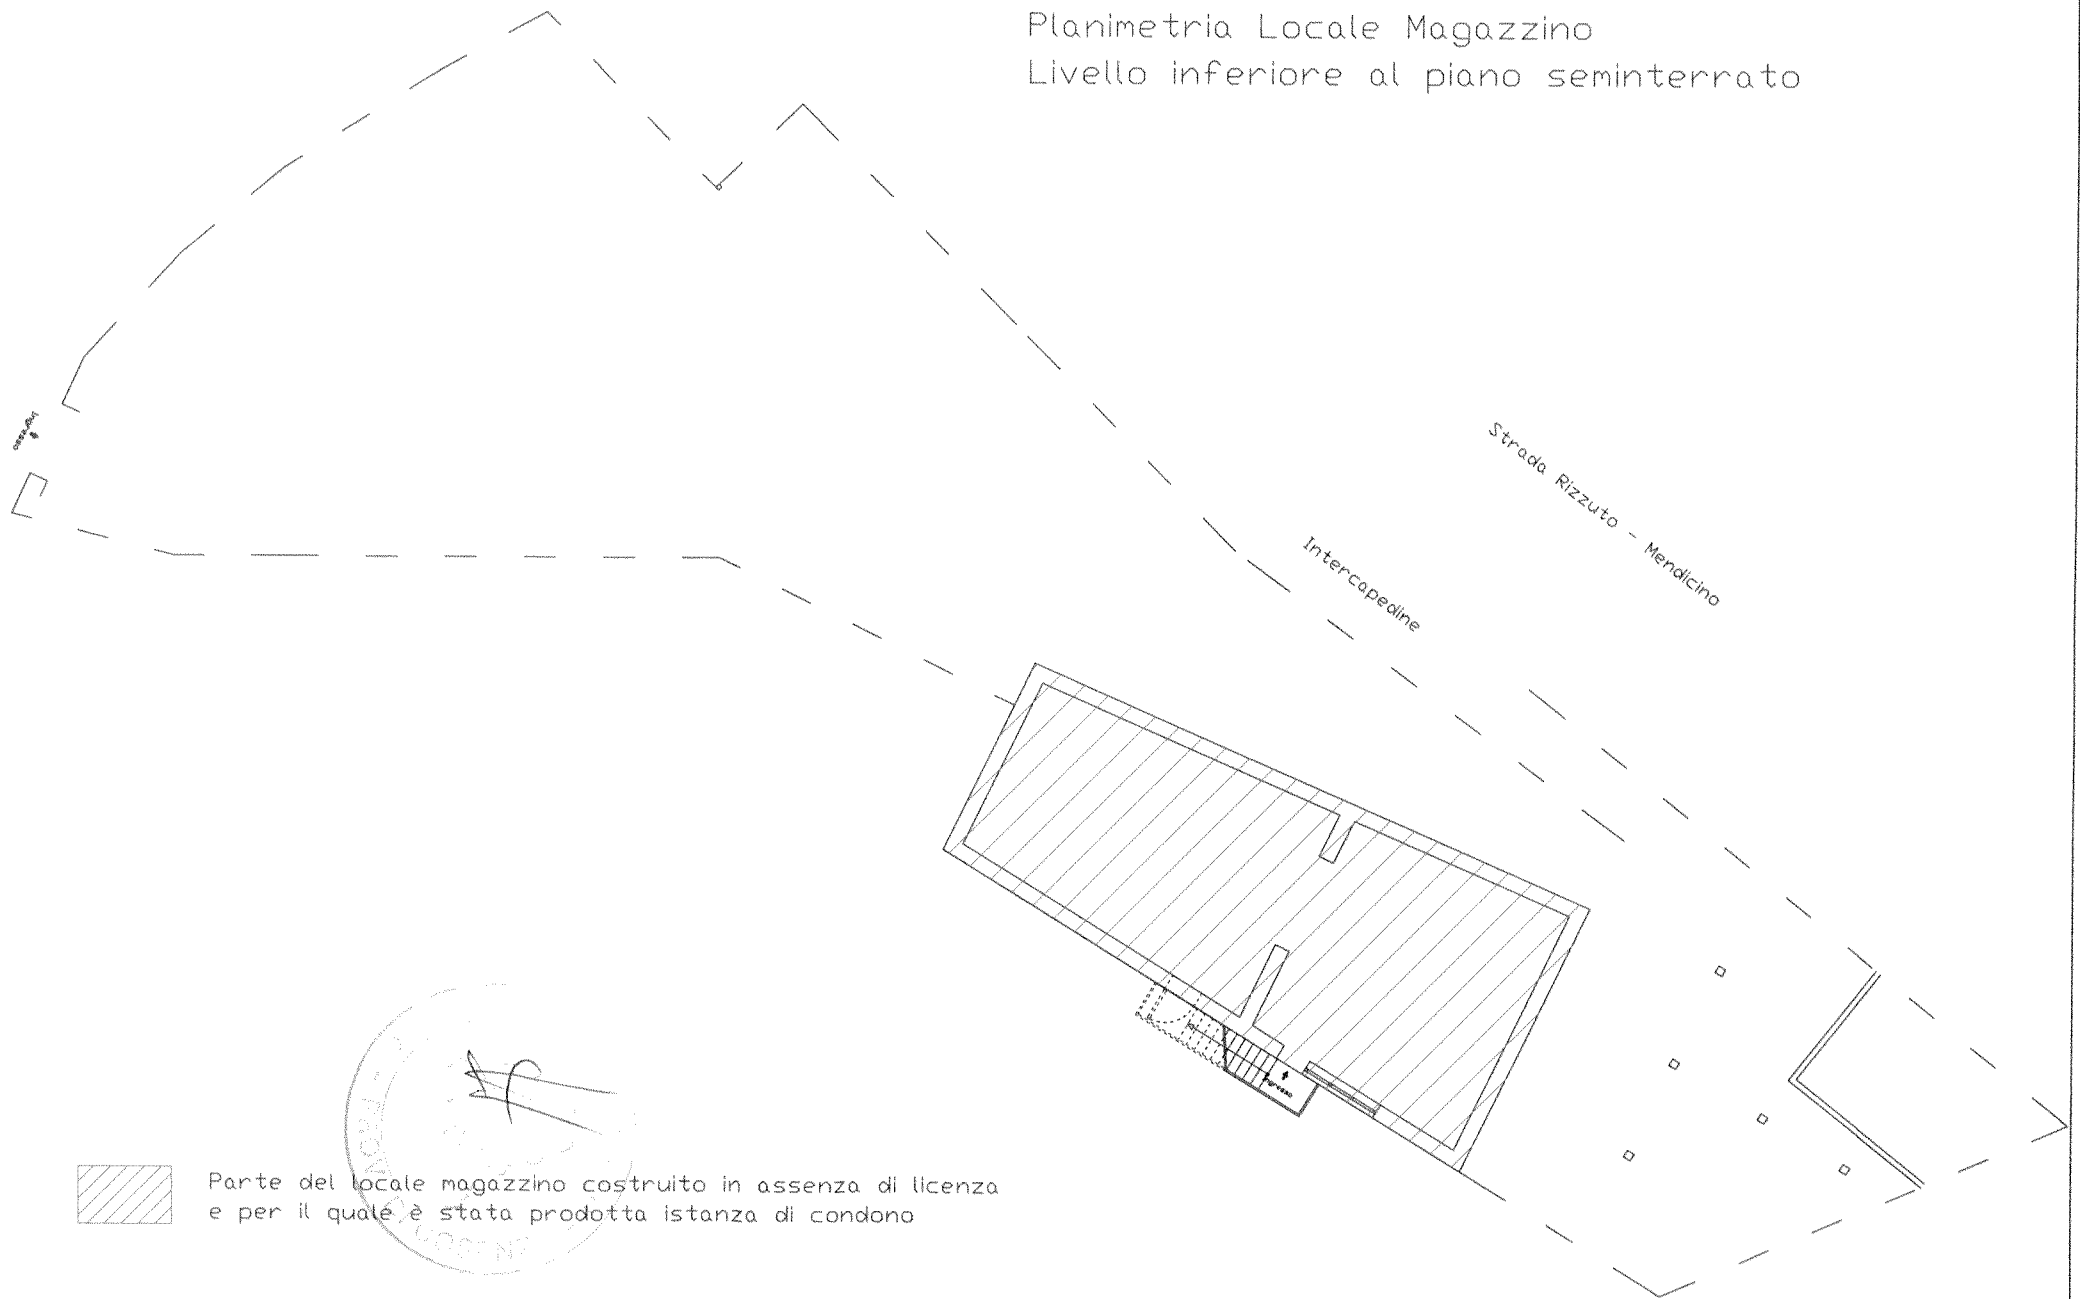 Planimetria Locale Magazzino
Livello inferiore al piano seminterrato
Strada Rizzuto - Mendicino
Intercapedine
Ingresso
Parte del locale magazzino costruito in assenza di licenza
e per il quale è stata prodotta istanza di condono